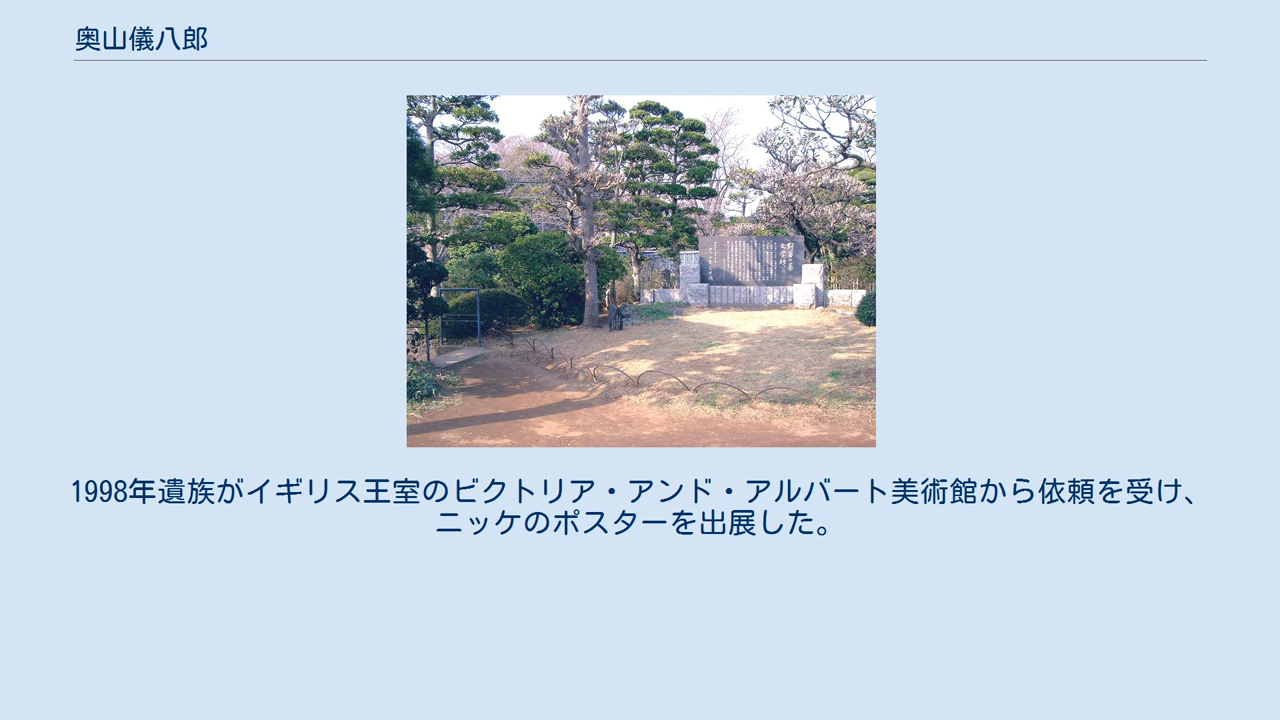 奥山儀八郎
1998年遺族がイギリス王室のビクトリア・アンド・アルバート美術館から依頼を受け、
ニッケのポスターを出展した。